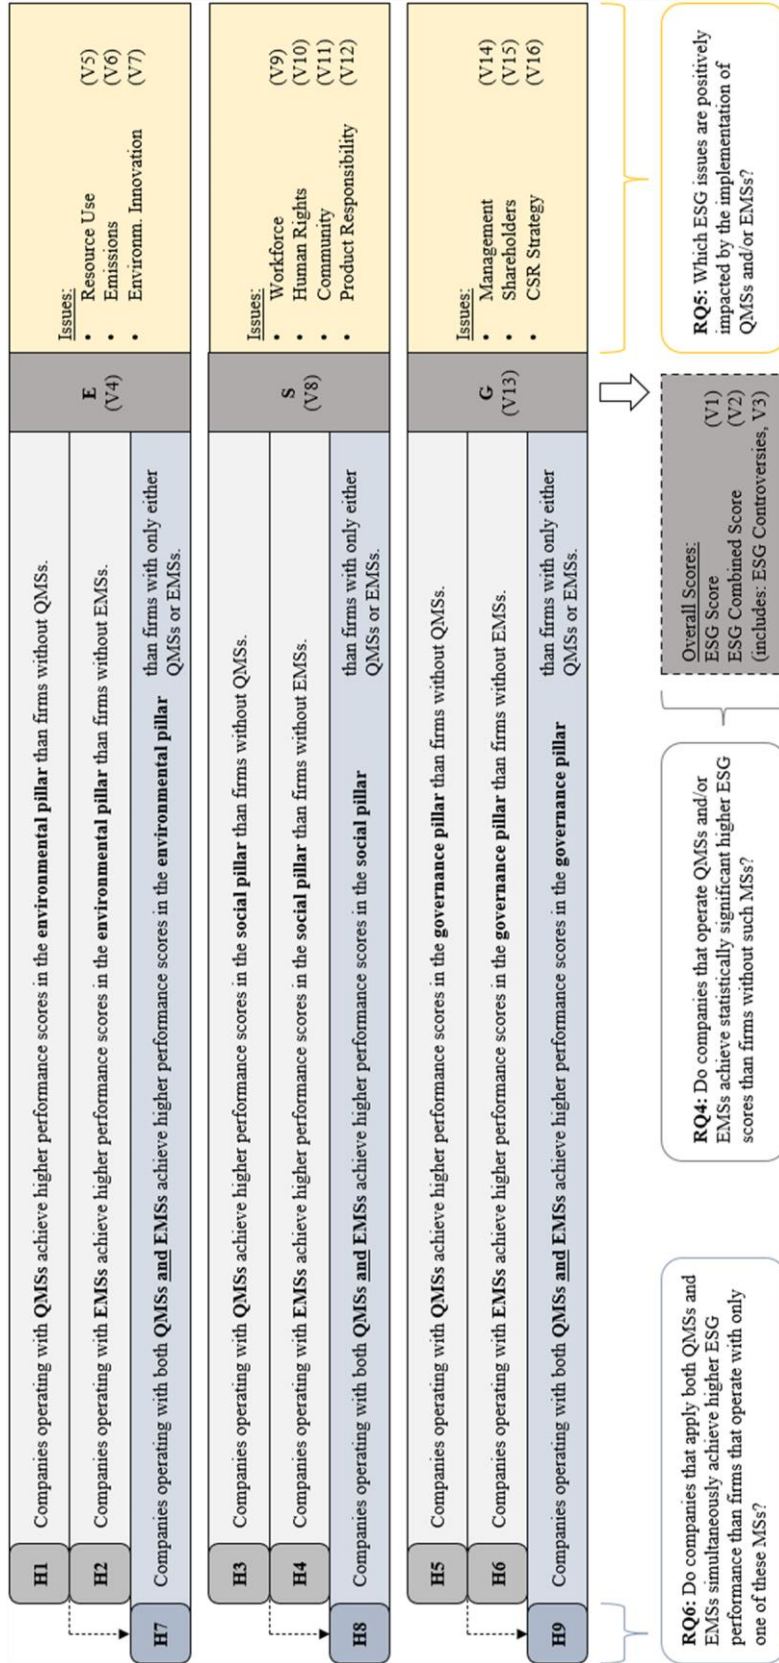 H1 Companies operating with QMSs achieve higher performance scores in the environmental pillar than firms without QMSs.
H2 Companies operating with EMSs achieve higher performance scores in the environmental pillar than firms without EMSs.
H7 Companies operating with both QMSs and EMSs achieve higher performance scores in the environmental pillar
than firms with only either
QMSs or EMSs.
E
(V4)
Issues:
• Resource Use (V5)
• Emissions (V6)
• Environm. Innovation (V7)
H3 Companies operating with QMSs achieve higher performance scores in the social pillar than firms without QMSs.
H4 Companies operating with EMSs achieve higher performance scores in the social pillar than firms without EMSs.
H8 Companies operating with both QMSs and EMSs achieve higher performance scores in the social pillar
than firms with only either
QMSs or EMSs.
S
(V8)
Issues:
• Workforce (V9)
• Human Rights (V10)
• Community (V11)
• Product Responsibility (V12)
H5 Companies operating with QMSs achieve higher performance scores in the governance pillar than firms without QMSs.
H6 Companies operating with EMSs achieve higher performance scores in the governance pillar than firms without EMSs.
H9 Companies operating with both QMSs and EMSs achieve higher performance scores in the governance pillar
than firms with only either
QMSs or EMSs.
G
(V13)
Issues:
• Management (V14)
• Shareholders (V15)
• CSR Strategy (V16)
RQ6: Do companies that apply both QMSs and
EMSs simultaneously achieve higher ESG
performance than firms that operate with only
one of these MSs?
RQ4: Do companies that operate QMSs and/or
EMSs achieve statistically significant higher ESG
scores than firms without such MSs?
Overall Scores:
ESG Score (V1)
ESG Combined Score (V2)
(includes: ESG Controversies, V3)
RQ5: Which ESG issues are positively
impacted by the implementation of
QMSs and/or EMSs?